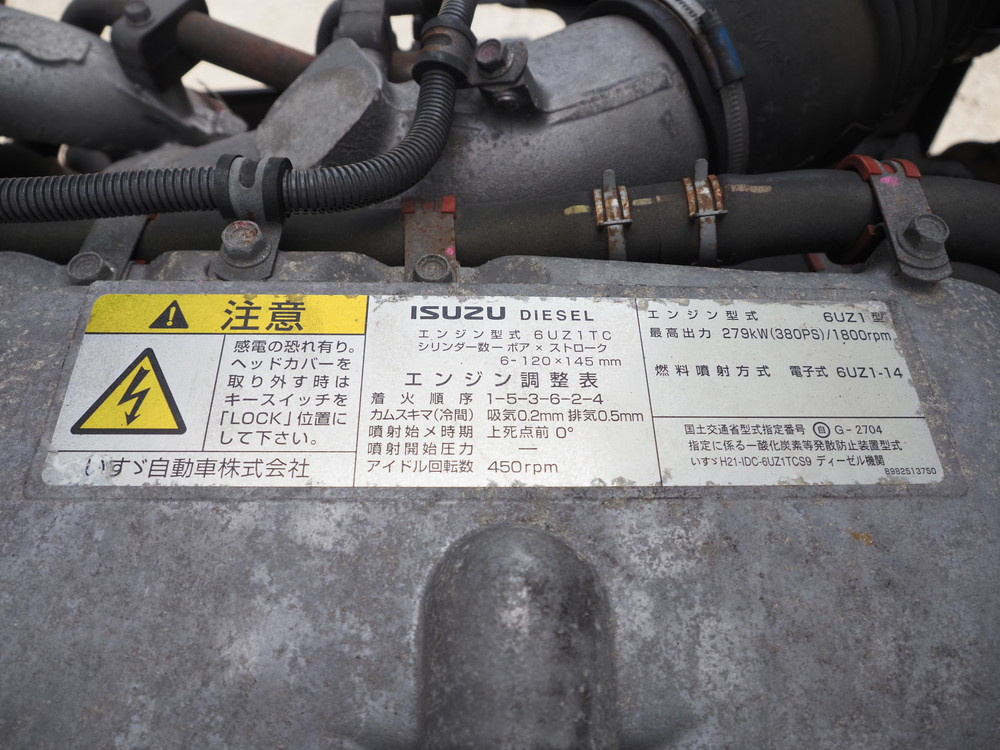 注意
感電の恐れ有り。
ヘッドカバーを
取り外す時は
キースイッチを
「LOCK」位置に
して下さい。
いすゞ自動車株式会社
ISUZU DIESEL
エンジン型式 6UZ1TC
シリンダー数－ボア×ストローク
6-120×145mm
エンジン調整表
着火順序 1-5-3-6-2-4
カムスキマ(冷間) 吸気0.2mm 排気0.5mm
噴射始メ時期 上死点前 0°
噴射開始圧力 —
アイドル回転数 450rpm
エンジン型式 6UZ1型
最高出力 279kW(380PS)/1800rpm
燃料噴射方式 電子式 6UZ1-14
国土交通省型式指定番号 ㊀自 G-2704
指定に係る一酸化炭素等発散防止装置型式
いすゞH21-IDC-6UZ1TCS9 ディーゼル機関
8982513750